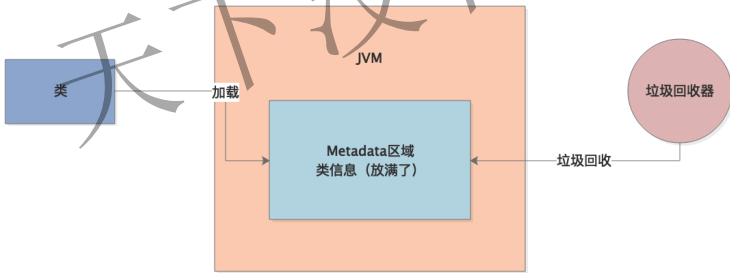 JVM
类
加载
垃圾回收器
Metadata区域
类信息（放满了）
垃圾回收